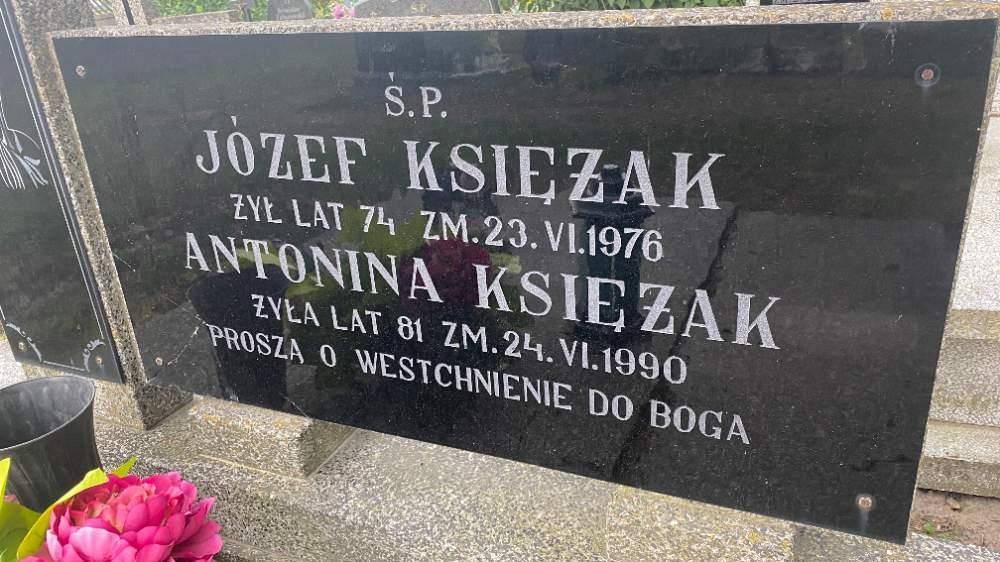 Ś.P.
JÓZEF KSIĘŻAK
ŻYŁ LAT 74 ZM. 23. VI. 1976
ANTONINA KSIĘŻAK
ŻYŁA LAT 81 ZM. 24. VI. 1990
PROSZĄ O WESTCHNIENIE DO BOGA